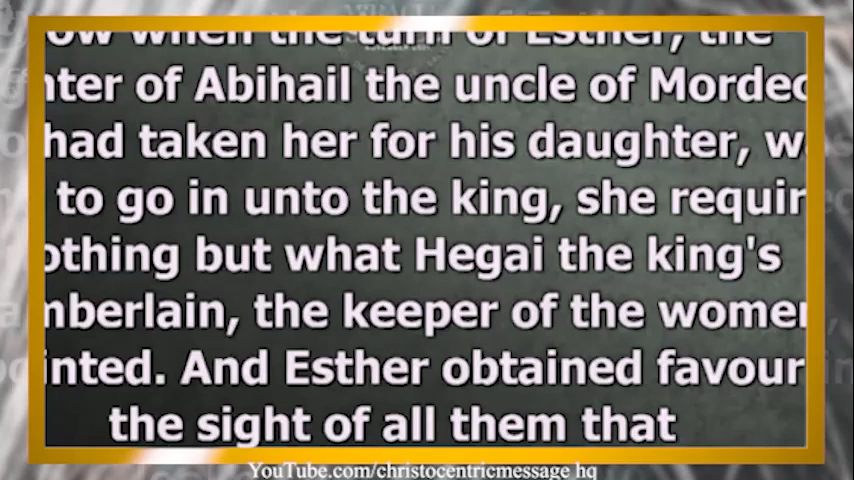 ow when the turn of Esther, the
hter of Abihail the uncle of Mordec
had taken her for his daughter, w
to go in unto the king, she requir
othing but what Hegai the king's
mberlain, the keeper of the women
inted. And Esther obtained favour
the sight of all them that
YouTube.com/christocentricmessage hq